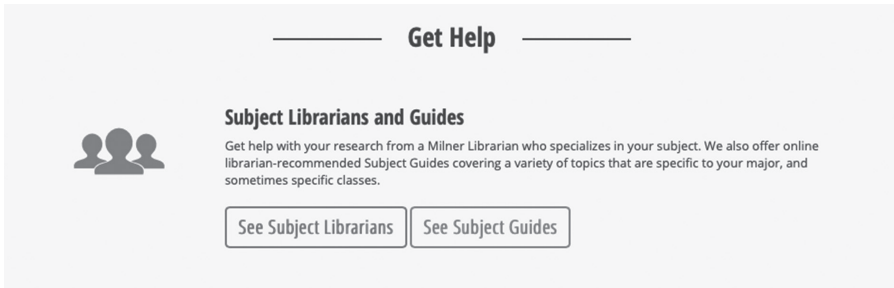 Get Help
Subject Librarians and Guides
Get help with your research from a Milner Librarian who specializes in your subject. We also offer online
librarian-recommended Subject Guides covering a variety of topics that are specific to your major, and
sometimes specific classes.
See Subject Librarians See Subject Guides